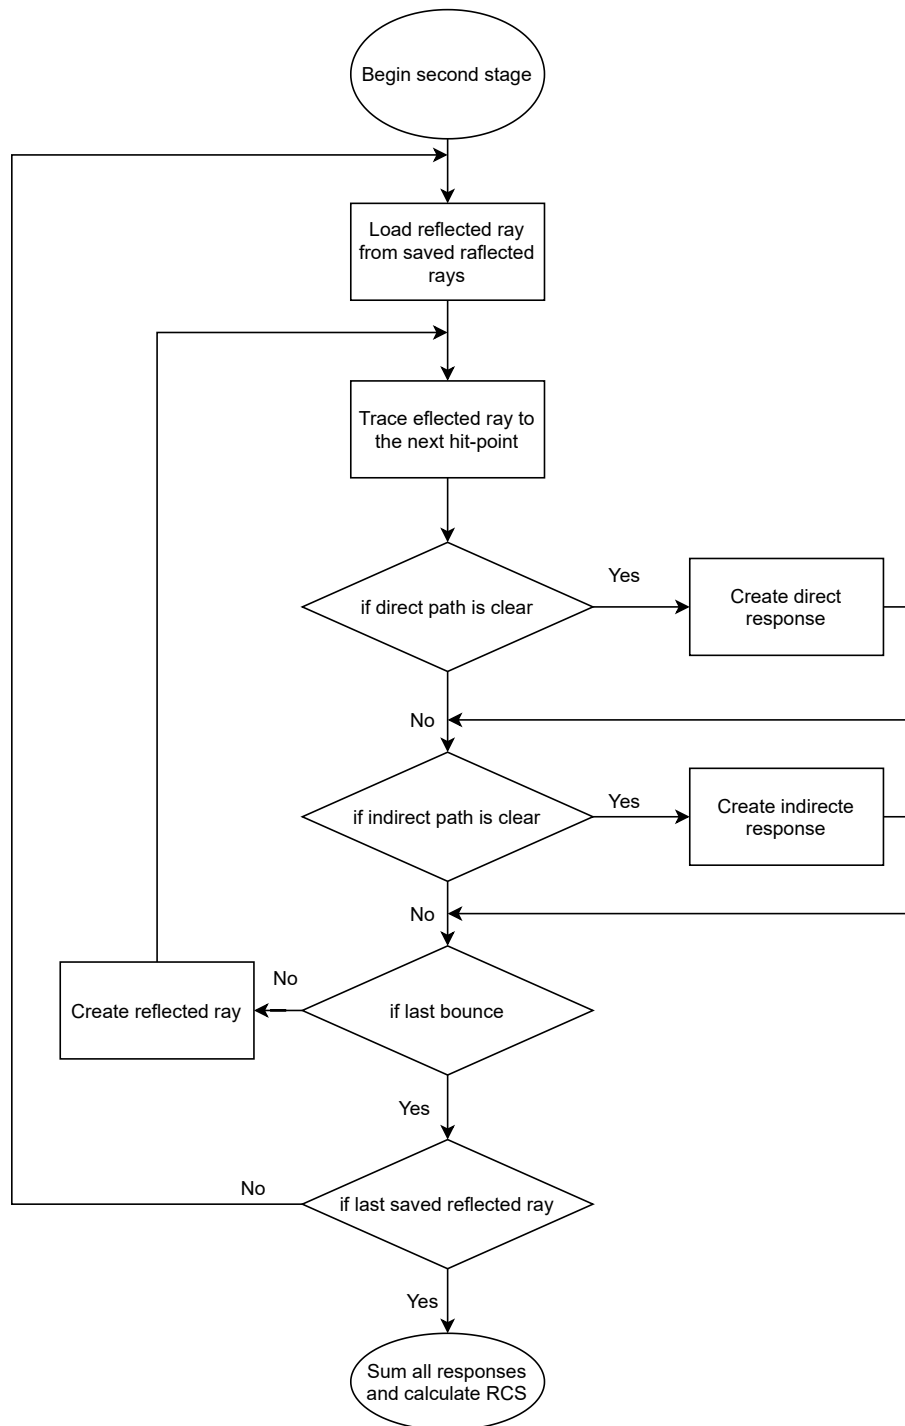 Begin second stage
Load reflected ray
from saved raflected
rays
Trace eflected ray to
the next hit-point
if direct path is clear
Yes
Create direct
response
No
if indirect path is clear
Yes
Create indirecte
response
No
if last bounce
No
Create reflected ray
Yes
if last saved reflected ray
No
Yes
Sum all responses
and calculate RCS